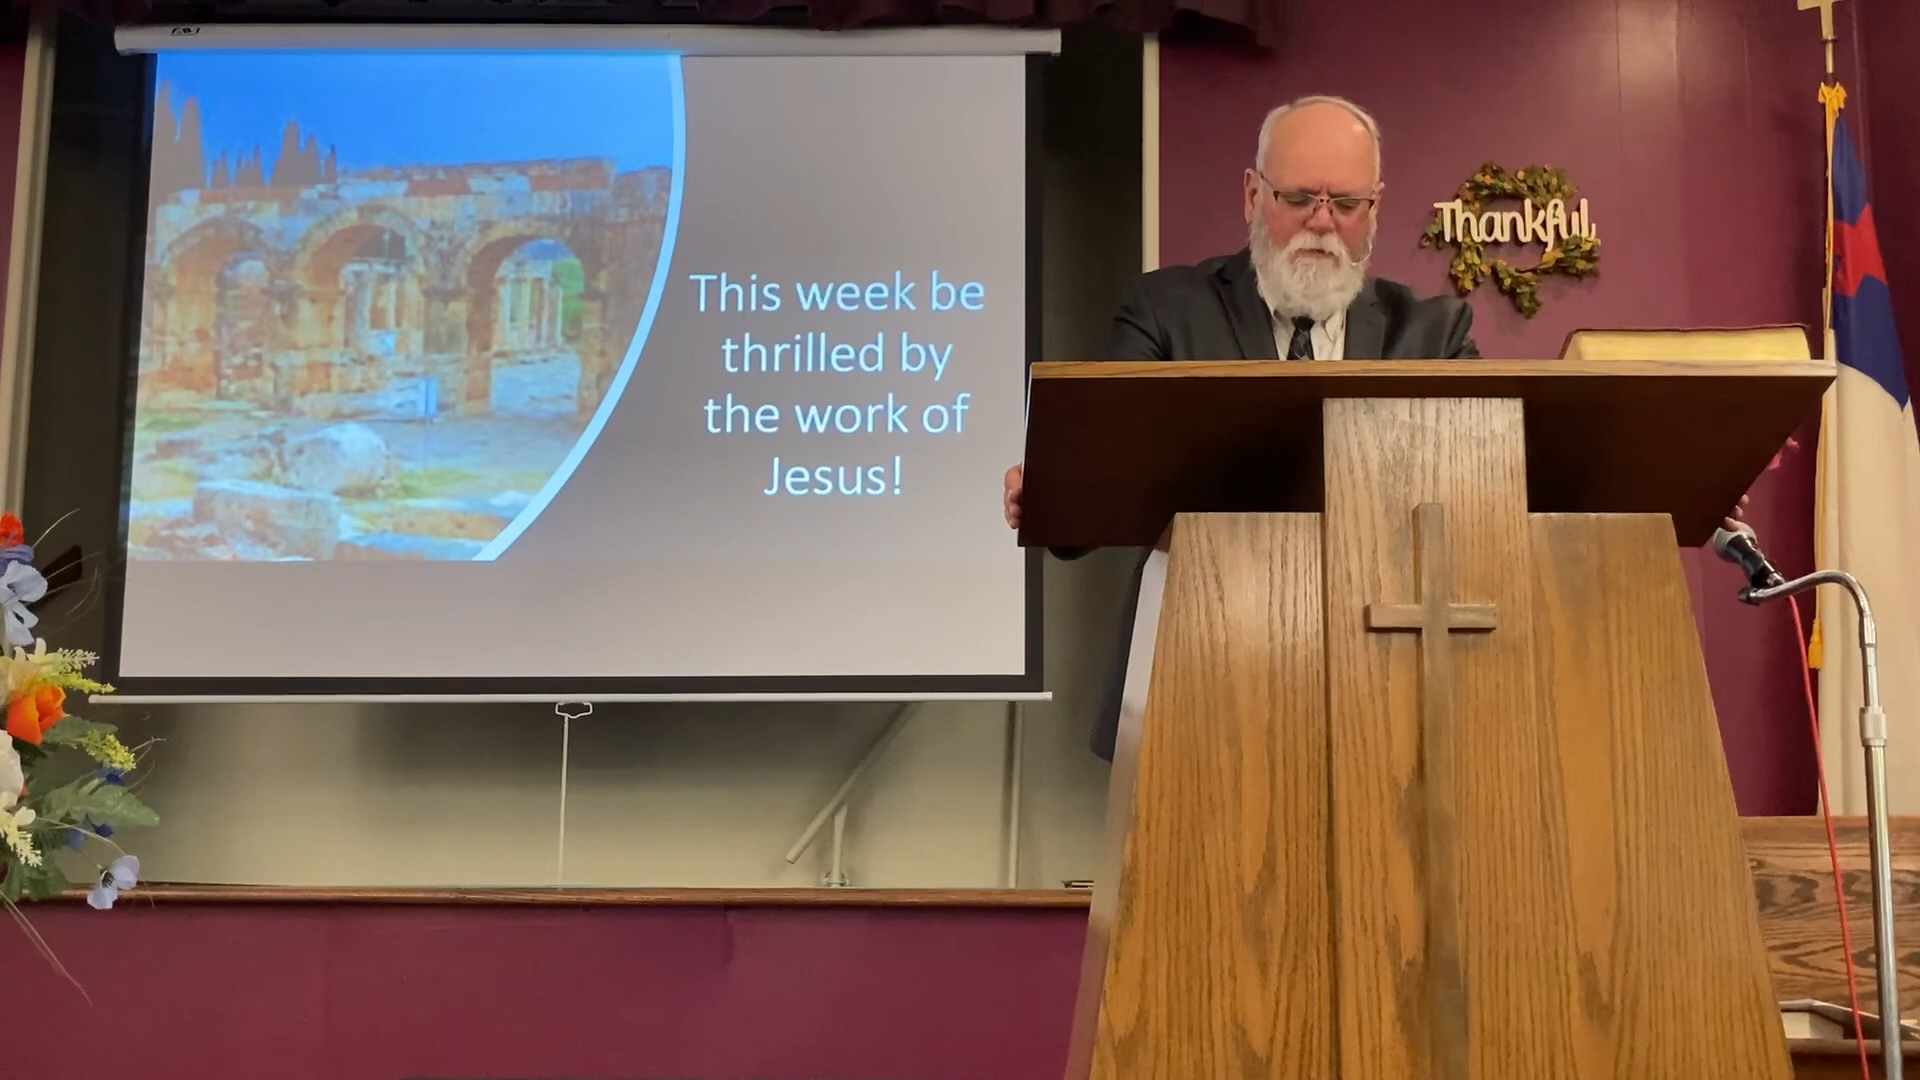 This week be
thrilled by
the work of
Jesus!
Thankful